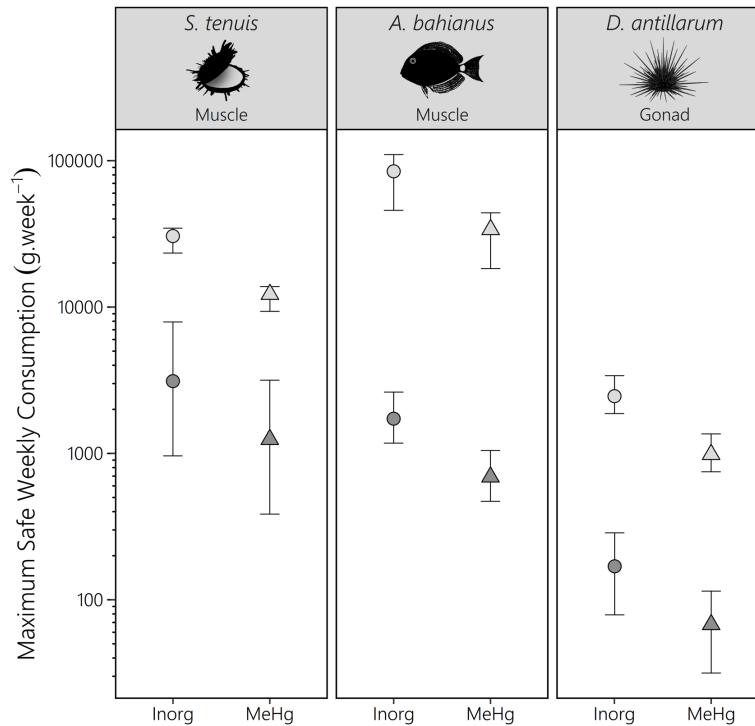 S. tenuis
Muscle
A. bahianus
Muscle
D. antillarum
Gonad
Maximum Safe Weekly Consumption (g.week⁻¹)
100000
10000
1000
100
Inorg MeHg
Inorg MeHg
Inorg MeHg